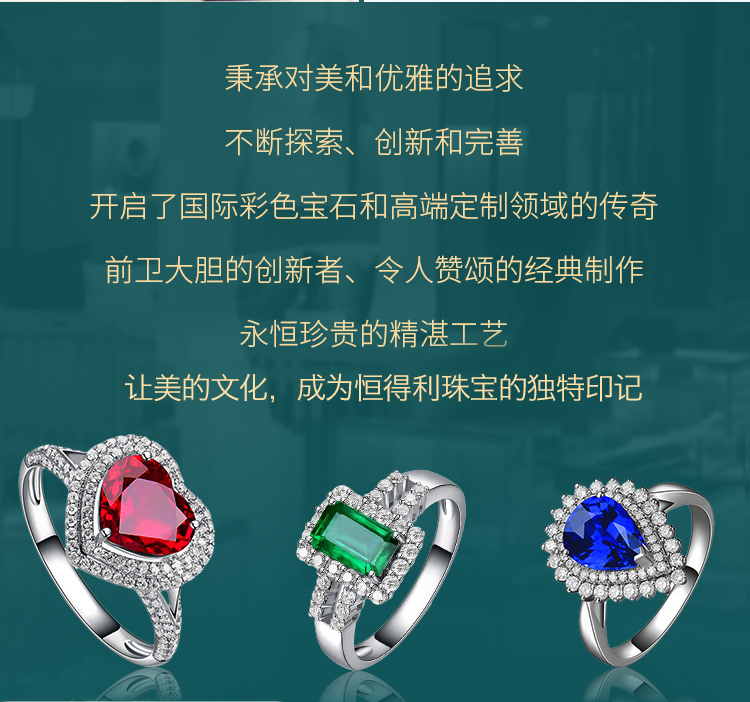 秉承对美和优雅的追求
不断探索、创新和完善
开启了国际彩色宝石和高端定制领域的传奇
前卫大胆的创新者、令人赞颂的经典制作
永恒珍贵的精湛工艺
让美的文化，成为恒得利珠宝的独特印记